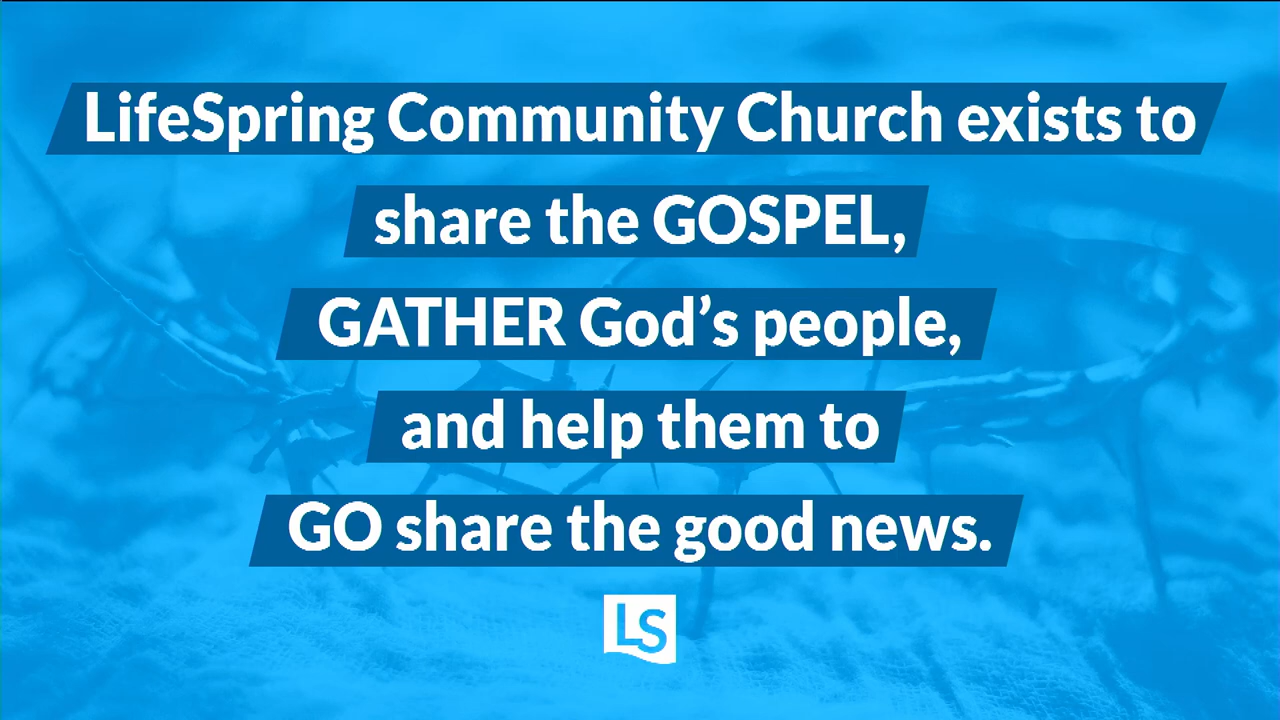 LifeSpring Community Church exists to
share the GOSPEL,
GATHER God’s people,
and help them to
GO share the good news.
LS